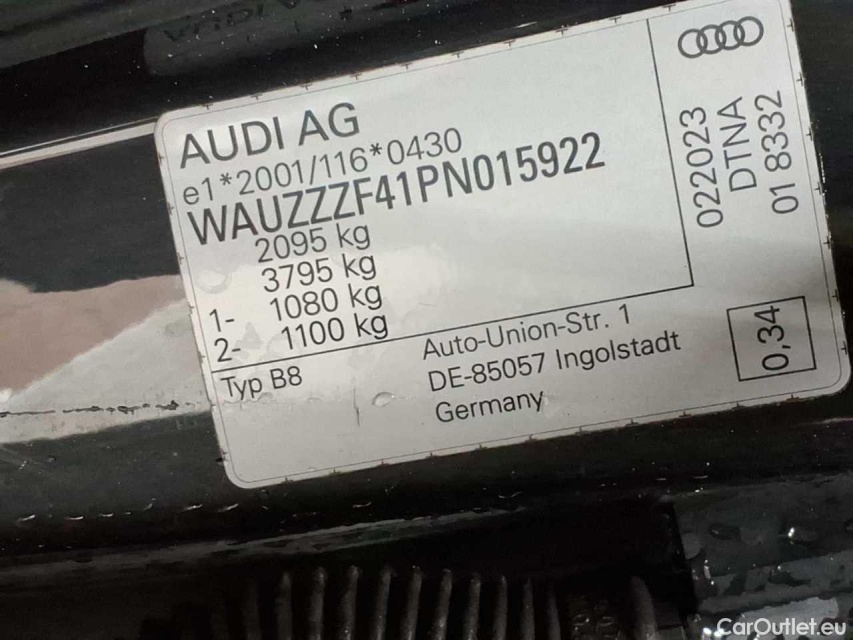 AUDI AG
e1*2001/116*0430
WAUZZZF41PN015922
2095 kg
3795 kg
1- 1080 kg
2- 1100 kg
Typ B8
Auto-Union-Str. 1
DE-85057 Ingolstadt
Germany
022023
DTNA
01 8332
0,34
CarOutlet.eu